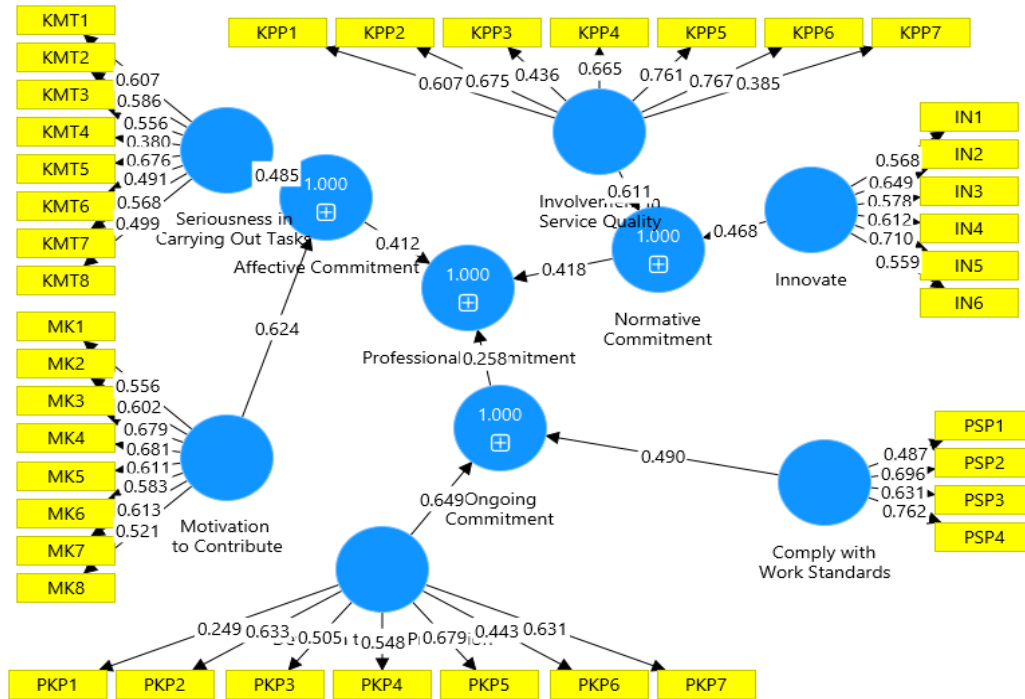 KMT1
KMT2
KMT3
KMT4
KMT5
KMT6
KMT7
KMT8
0.607
0.586
0.556
0.380
0.676
0.491
0.568
0.499
Seriousness in
Carrying Out Tasks
0.485
1.000
Affective Commitment
0.412
KPP1
KPP2
KPP3
KPP4
KPP5
KPP6
KPP7
0.607
0.675
0.436
0.665
0.761
0.767
0.385
Involvement in
Service Quality
0.611
1.000
Normative
Commitment
0.418
0.468
Innovate
IN1
IN2
IN3
IN4
IN5
IN6
0.568
0.649
0.578
0.612
0.710
0.559
1.000
Professional
0.258
MK1
MK2
MK3
MK4
MK5
MK6
MK7
MK8
0.556
0.602
0.679
0.681
0.611
0.583
0.613
0.521
Motivation
to Contribute
0.624
1.000
Ongoing
Commitment
0.649
0.490
Comply with
Work Standards
PSP1
PSP2
PSP3
PSP4
0.487
0.696
0.631
0.762
0.249
0.633
0.505
0.548
0.679
0.443
0.631
PKP1
PKP2
PKP3
PKP4
PKP5
PKP6
PKP7